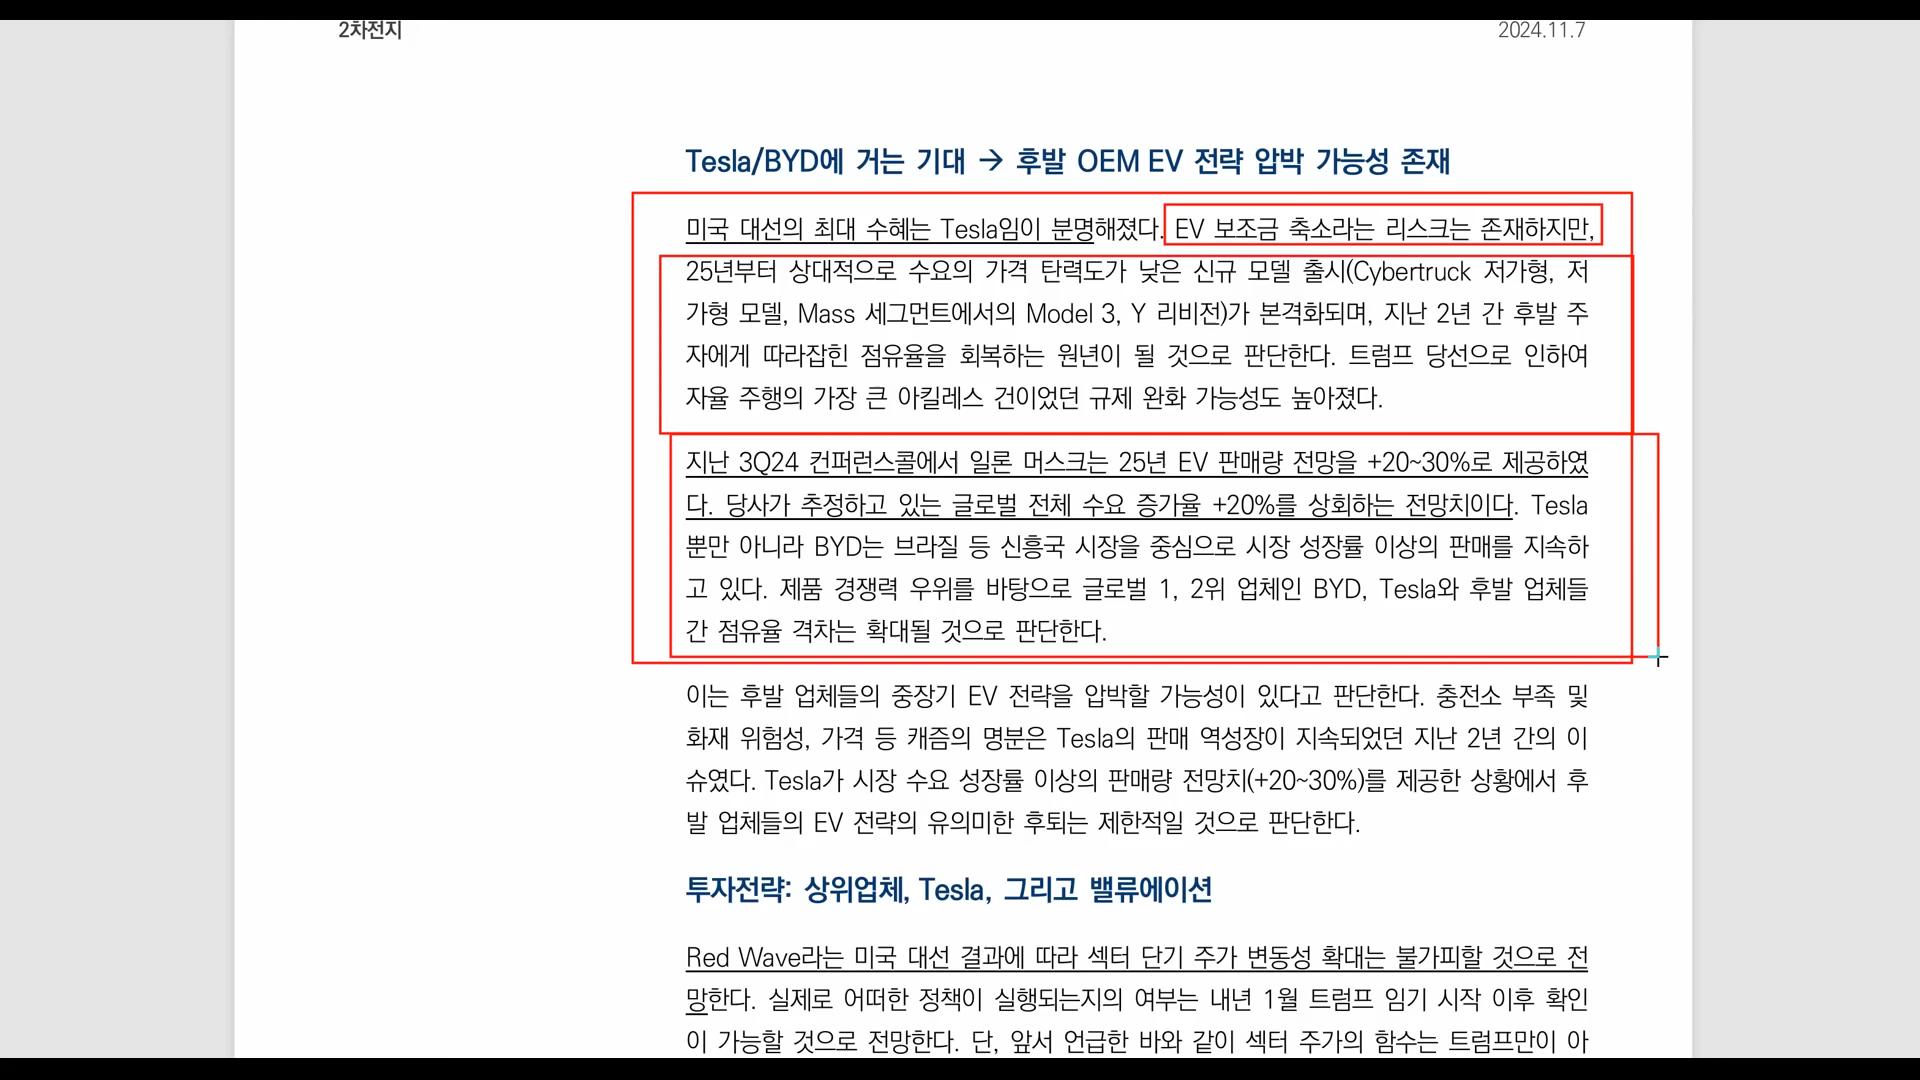 2차전지
2024.11.7
Tesla/BYD에 거는 기대 → 후발 OEM EV 전략 압박 가능성 존재
미국 대선의 최대 수혜는 Tesla임이 분명해졌다. EV 보조금 축소라는 리스크는 존재하지만,
25년부터 상대적으로 수요의 가격 탄력도가 낮은 신규 모델 출시(Cybertruck 저가형, 저
가형 모델, Mass 세그먼트에서의 Model 3, Y 리비전)가 본격화되며, 지난 2년 간 후발 주
자에게 따라잡힌 점유율을 회복하는 원년이 될 것으로 판단한다. 트럼프 당선으로 인하여
자율 주행의 가장 큰 아킬레스 건이었던 규제 완화 가능성도 높아졌다.
지난 3Q24 컨퍼런스콜에서 일론 머스크는 25년 EV 판매량 전망을 +20~30%로 제공하였
다. 당사가 추정하고 있는 글로벌 전체 수요 증가율 +20%를 상회하는 전망치이다. Tesla
뿐만 아니라 BYD는 브라질 등 신흥국 시장을 중심으로 시장 성장률 이상의 판매를 지속하
고 있다. 제품 경쟁력 우위를 바탕으로 글로벌 1, 2위 업체인 BYD, Tesla와 후발 업체들
간 점유율 격차는 확대될 것으로 판단한다.
이는 후발 업체들의 중장기 EV 전략을 압박할 가능성이 있다고 판단한다. 충전소 부족 및
화재 위험성, 가격 등 캐즘의 명분은 Tesla의 판매 역성장이 지속되었던 지난 2년 간의 이
슈였다. Tesla가 시장 수요 성장률 이상의 판매량 전망치(+20~30%)를 제공한 상황에서 후
발 업체들의 EV 전략의 유의미한 후퇴는 제한적일 것으로 판단한다.
투자전략: 상위업체, Tesla, 그리고 밸류에이션
Red Wave라는 미국 대선 결과에 따라 섹터 단기 주가 변동성 확대는 불가피할 것으로 전
망한다. 실제로 어떠한 정책이 실행되는지의 여부는 내년 1월 트럼프 임기 시작 이후 확인
이 가능할 것으로 전망한다. 단, 앞서 언급한 바와 같이 섹터 주가의 함수는 트럼프만이 아